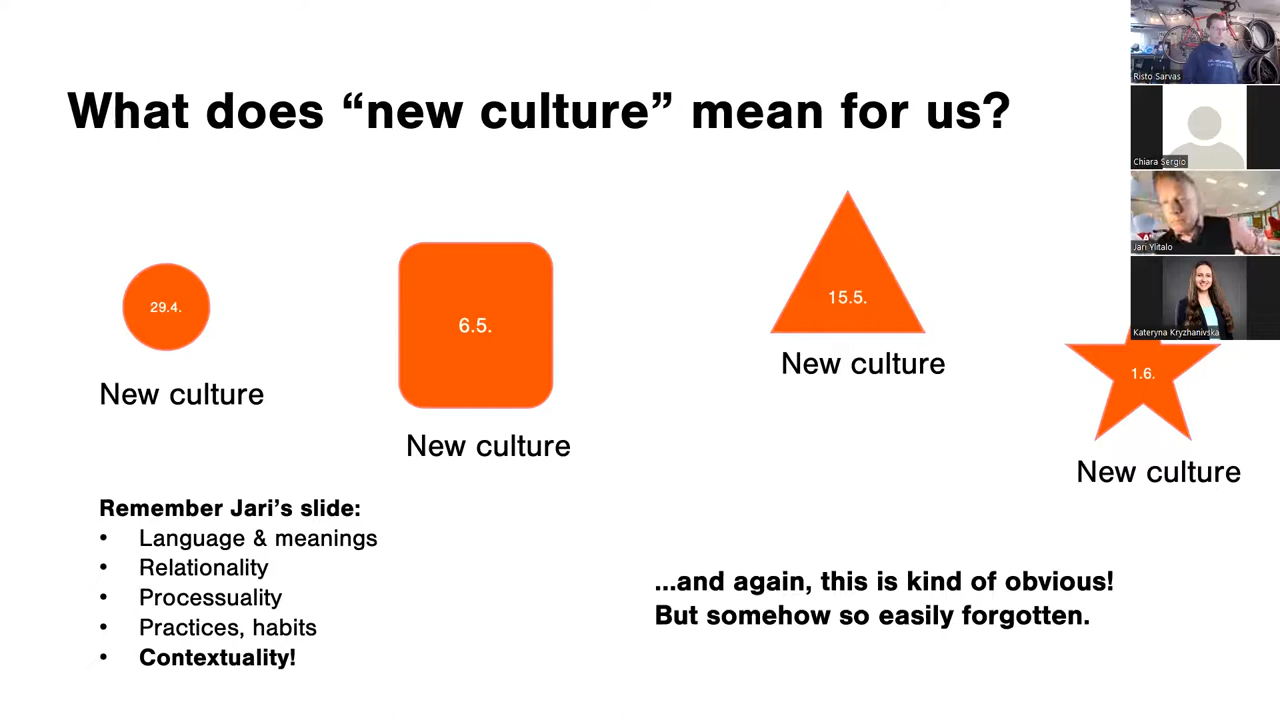 What does “new culture” mean for us?
29.4.
New culture
6.5.
New culture
15.5.
New culture
1.6.
New culture
Remember Jari’s slide:
• Language & meanings
• Relationality
• Processuality
• Practices, habits
• Contextuality!
...and again, this is kind of obvious!
But somehow so easily forgotten.
Risto Sarvas
Chiara Sergio
Jari Ylitalo
Kateryna Kryzhanivska